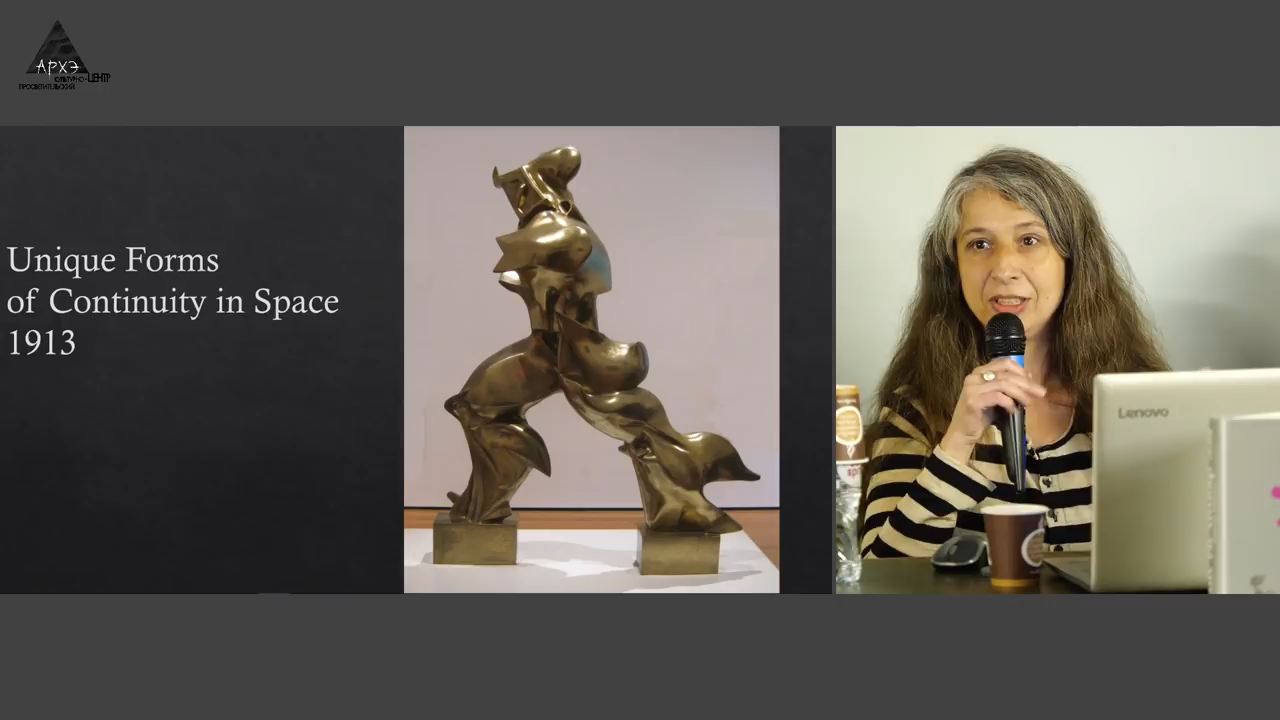 АРХЭ
КУЛЬТУРНО-ЦЕНТР
ПРОСВЕТИТЕЛЬСКИЙ
Unique Forms
of Continuity in Space
1913
Lenovo